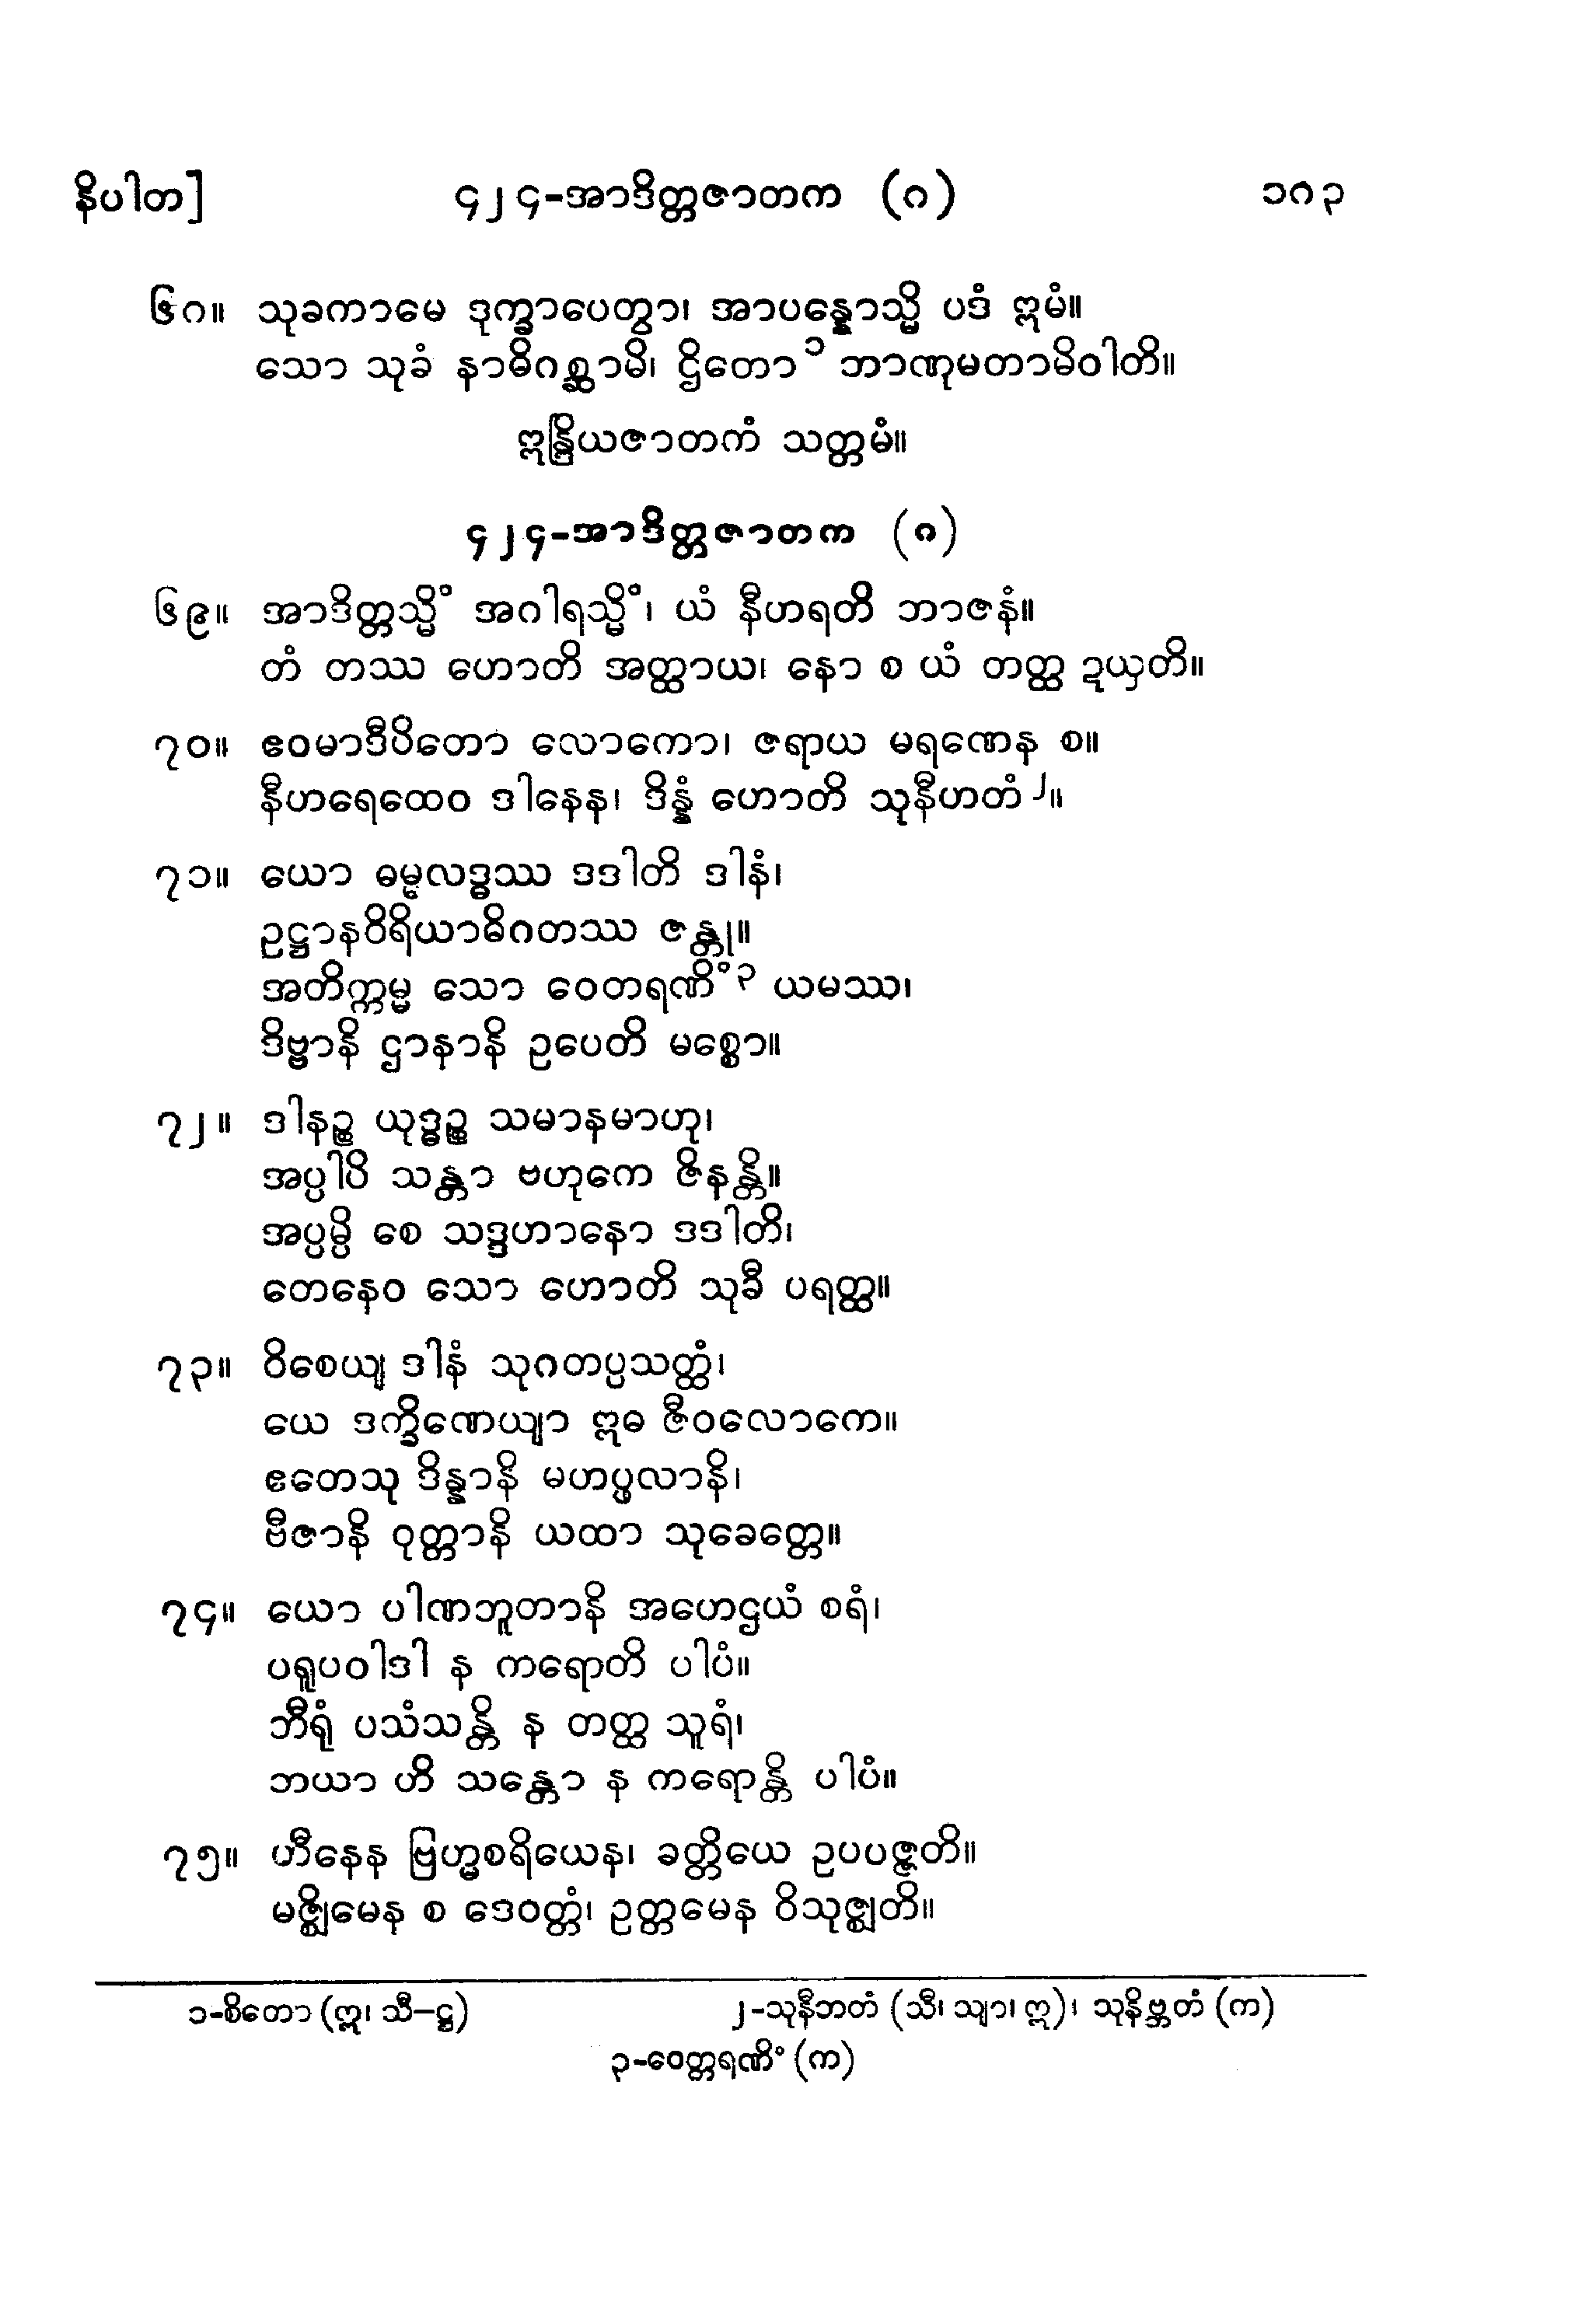 နိပါတ] ၄၂၄-အာဒိတ္တဇာတက (၈) ၁၈၃
၆၈။ သုခကာမေ ဒုက္ခာပေတွာ၊ အာပန္နောသ္မိ ပဒံ ဣမံ။
သော သုခံ နာဓိဂစ္ဆာမိ၊ ဌိတော၁ ဘာဏုမတာမိဝါတိ။
ဣန္ဒြိယဇာတကံ သတ္တမံ။
၄၂၄-အာဒိတ္တဇာတက (၈)
၆၉။ အာဒိတ္တသ္မိံ အဂါရသ္မိံ၊ ယံ နီဟရတိ ဘာဇနံ။
တံ တဿ ဟောတိ အတ္ထာယ၊ နော စ ယံ တတ္ထ ဍယှတိ။
၇၀။ ဧဝမာဒီပိတော လောကော၊ ဇရာယ မရဏေန စ။
နီဟရေထေဝ ဒါနေန၊ ဒိန္နံ ဟောတိ သုနီဟတံ၂။
၇၁။ ယော ဓမ္မလဒ္ဓဿ ဒဒါတိ ဒါနံ၊
ဥဋ္ဌာနဝီရိယာဓိဂတဿ ဇန္တု။
အတိက္ကမ္မ သော ဝေတရဏိံ၃ ယမဿ၊
ဒိဗ္ဗာနိ ဌာနာနိ ဥပေတိ မစ္စော။
၇၂။ ဒါနဉ္စ ယုဒ္ဓဉ္စ သမာနမာဟု၊
အပ္ပါပိ သန္တာ ဗဟုကေ ဇိနန္တိ။
အပ္ပမ္ပိ စေ သဒ္ဒဟာနော ဒဒါတိ၊
တေနေဝ သော ဟောတိ သုခီ ပရတ္ထ။
၇၃။ ဝိစေယျ ဒါနံ သုဂတပ္ပသတ္ထံ၊
ယေ ဒက္ခိဏေယျာ ဣဓ ဇီဝလောကေ။
ဧတေသု ဒိန္နာနိ မဟပ္ဖလာနိ၊
ဗီဇာနိ ဝုတ္တာနိ ယထာ သုခေတ္တေ။
၇၄။ ယော ပါဏဘူတာနိ အဟေဌယံ စရံ၊
ပရူပဝါဒါ န ကရောတိ ပါပံ။
ဘီရုံ ပသံသန္တိ န တတ္ထ သူရံ၊
ဘယာ ဟိ သန္တော န ကရောန္တိ ပါပံ။
၇၅။ ဟီနေန ဗြဟ္မစရိယေန၊ ခတ္တိယေ ဥပပဇ္ဇတိ။
မဇ္ဈိမေန စ ဒေဝတ္တံ၊ ဥတ္တမေန ဝိသုဇ္ဈတိ။
၁-စိတော (ဣ၊ သီ–ဋ္ဌ) ၂-သုနီဘတံ (သီ၊ သျာ၊ ဣ)၊ သုနိဗ္ဘတံ (က)
၃-ဝေတ္တရဏိံ (က)